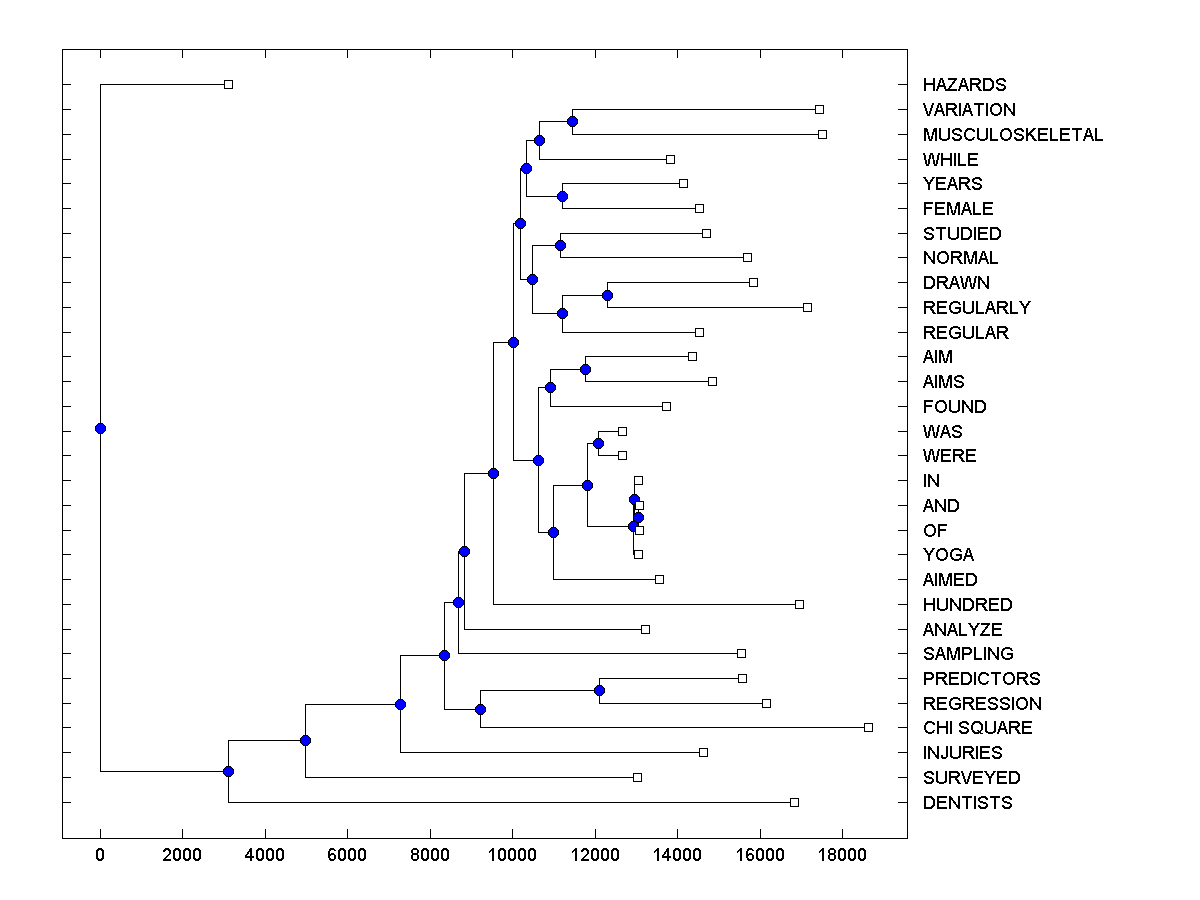 HAZARDS
VARIATION
MUSCULOSKELETAL
WHILE
YEARS
FEMALE
STUDIED
NORMAL
DRAWN
REGULARLY
REGULAR
AIM
AIMS
FOUND
WAS
WERE
IN
AND
OF
YOGA
AIMED
HUNDRED
ANALYZE
SAMPLING
PREDICTORS
REGRESSION
CHI SQUARE
INJURIES
SURVEYED
DENTISTS
0 2000 4000 6000 8000 10000 12000 14000 16000 18000